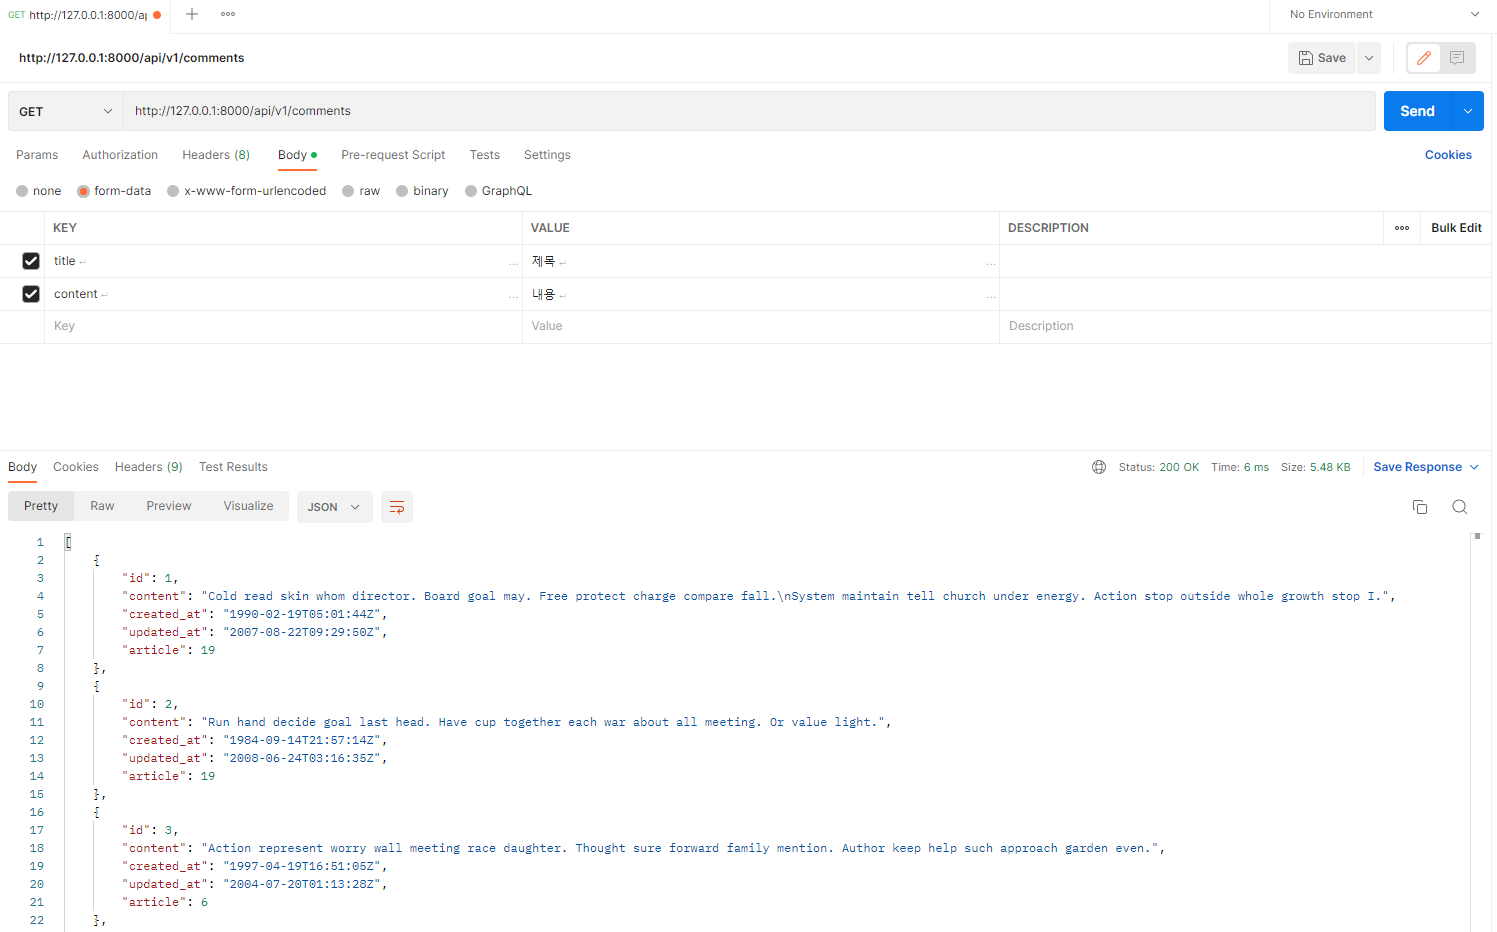 GET http://127.0.0.1:8000/ap No Environment
http://127.0.0.1:8000/api/v1/comments Save
GET http://127.0.0.1:8000/api/v1/comments Send
Params Authorization Headers (8) Body Pre-request Script Tests Settings Cookies
none form-data x-www-form-urlencoded raw binary GraphQL
KEY VALUE DESCRIPTION ooo Bulk Edit
title ↵ ... 제목 ↵ ...
content ↵ ... 내용 ↵ ...
Key Value Description
Body Cookies Headers (9) Test Results Status: 200 OK Time: 6 ms Size: 5.48 KB Save Response
Pretty Raw Preview Visualize JSON
1 [
2 {
3 "id": 1,
4 "content": "Cold read skin whom director. Board goal may. Free protect charge compare fall.\nSystem maintain tell church under energy. Action stop outside whole growth stop I.",
5 "created_at": "1990-02-19T05:01:44Z",
6 "updated_at": "2007-08-22T09:29:50Z",
7 "article": 19
8 },
9 {
10 "id": 2,
11 "content": "Run hand decide goal last head. Have cup together each war about all meeting. Or value light.",
12 "created_at": "1984-09-14T21:57:14Z",
13 "updated_at": "2008-06-24T03:16:35Z",
14 "article": 19
15 },
16 {
17 "id": 3,
18 "content": "Action represent worry wall meeting race daughter. Thought sure forward family mention. Author keep help such approach garden even.",
19 "created_at": "1997-04-19T16:51:05Z",
20 "updated_at": "2004-07-20T01:13:28Z",
21 "article": 6
22 },